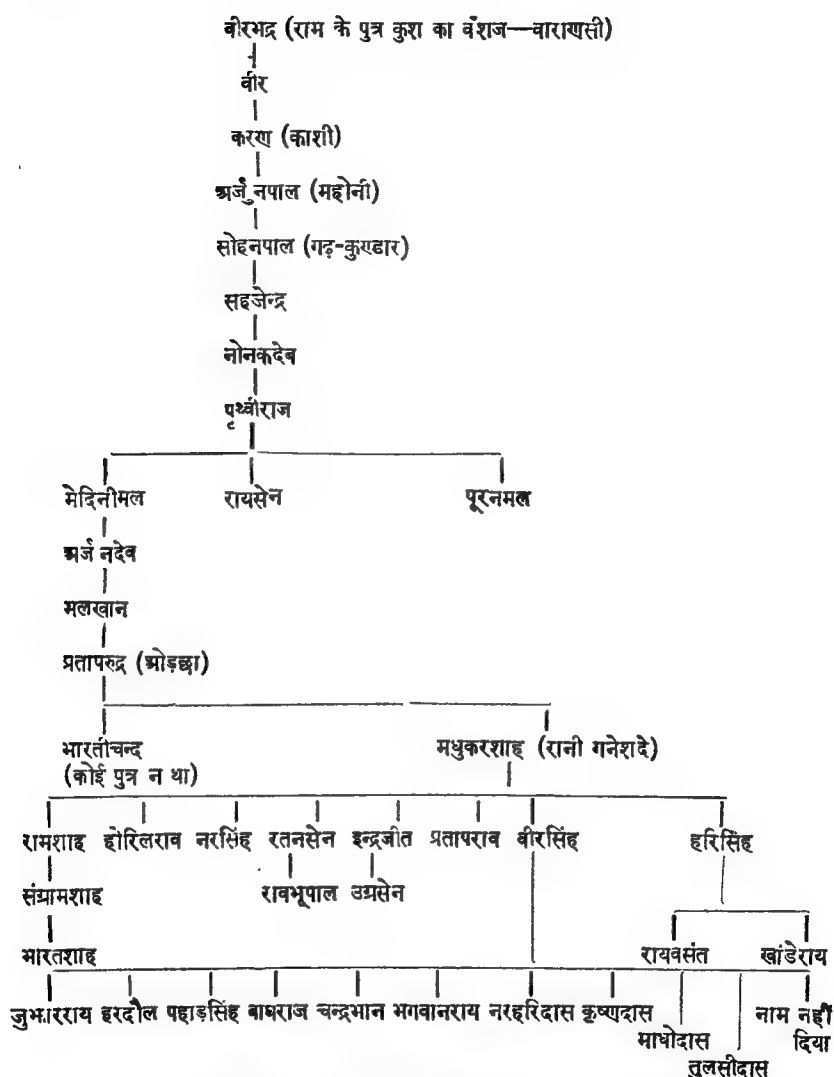 वीरभद्र (राम के पुत्र कुश का वंशज—वाराणसी)
वीर
करण (काशी)
अर्जुनपाल (महोनी)
सोहनपाल (गढ़-कुण्डार)
सहजेन्द्र
नोनकदेव
पृथ्वीराज
मेदिनीमल रायसेन पूरनमल
अर्जनदेव
मलखान
प्रतापरुद्र (ओड़छा)
भारतीचन्द मधुकरशाह (रानी गनेशदे)
(कोई पुत्र न था)
रामशाह होरिलराव नरसिंह रतनसेन इन्द्रजीत प्रतापराव वीरसिंह हरिसिंह
संग्रामशाह रावभूपाल उग्रसेन
भारतशाह रायवसंत खांडेराय
जुझारराय हरदौल पहाड़सिंह बाघराज चन्द्रभान भगवानराय नरहरिदास कृष्णदास नाम नहीं
माधोदास दिया
तुलसीदास